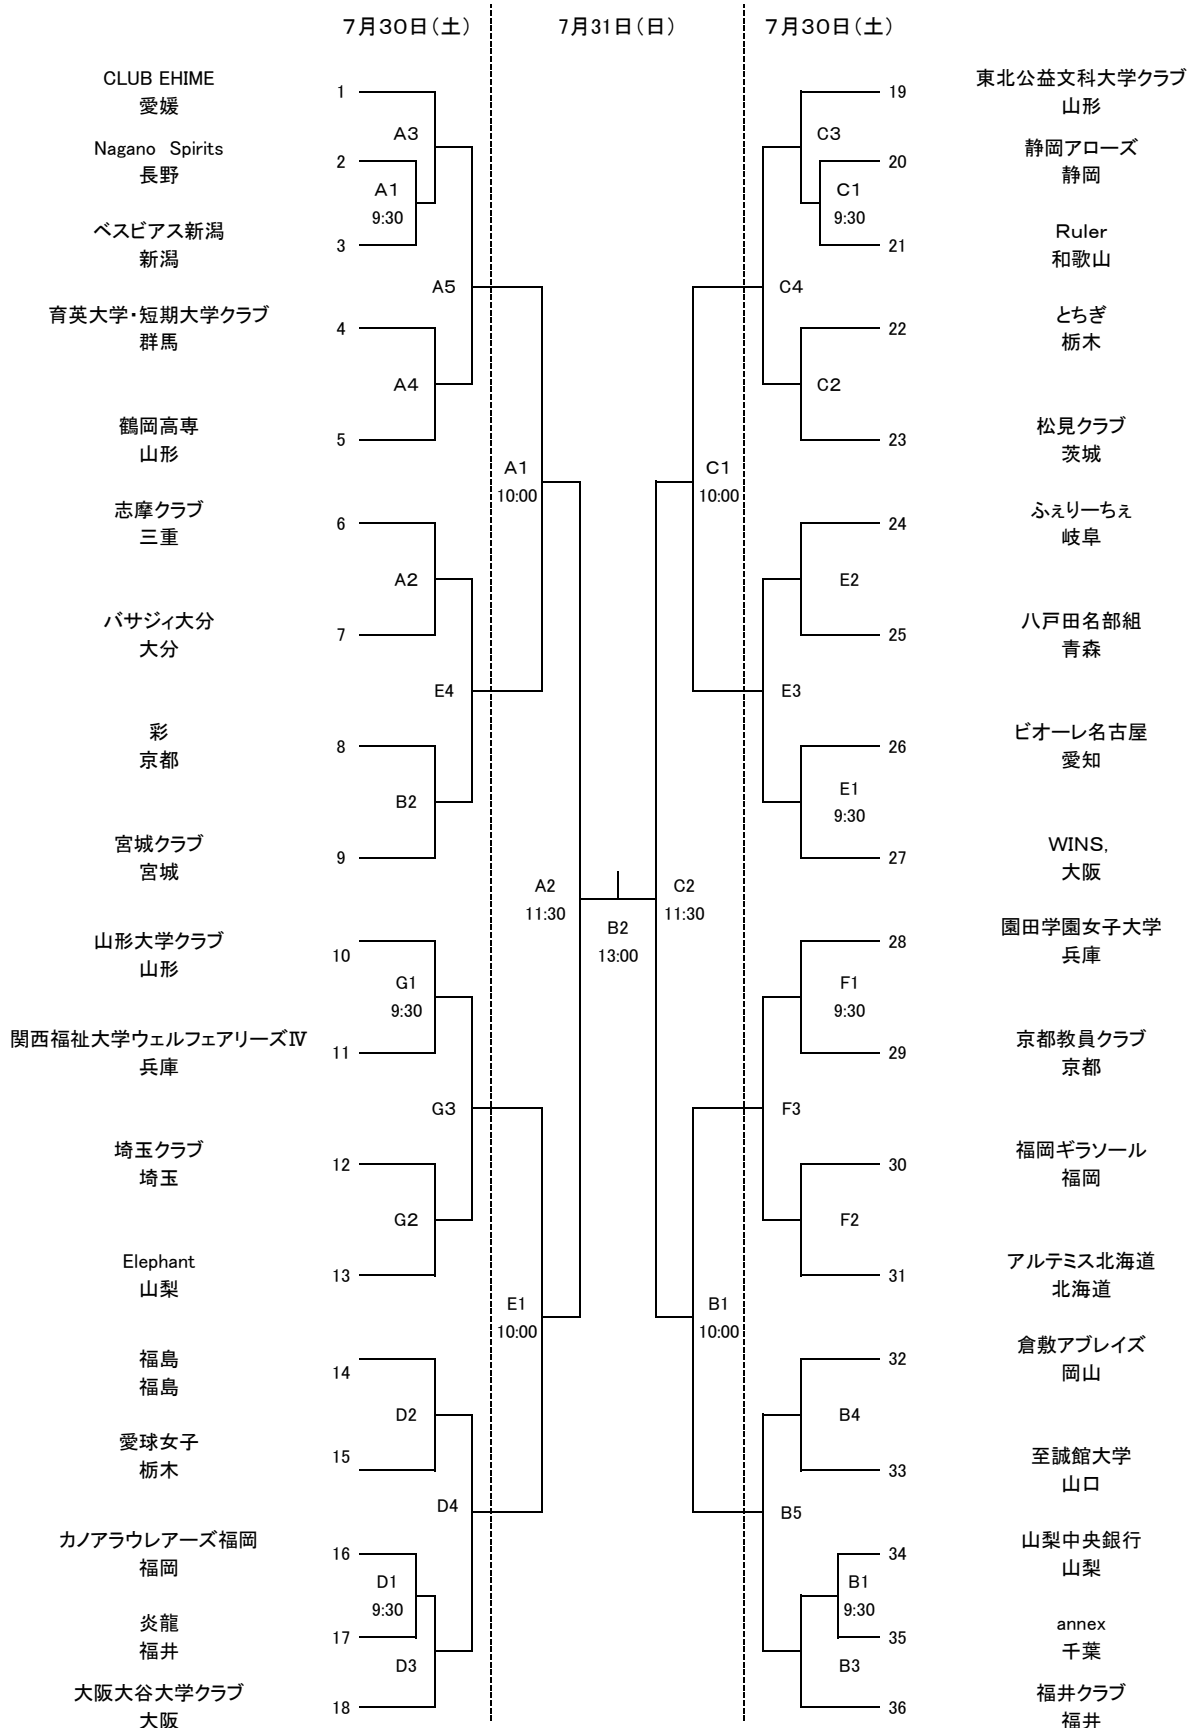 7月30日(土)
7月31日(日)
7月30日(土)
CLUB EHIME
愛媛
1
A3
Nagano Spirits
長野
2
A1
9:30
ベスビアス新潟
新潟
3
A5
育英大学・短期大学クラブ
群馬
4
A4
鶴岡高専
山形
5
A1
10:00
志摩クラブ
三重
6
A2
バサジィ大分
大分
7
E4
彩
京都
8
B2
宮城クラブ
宮城
9
A2
11:30
山形大学クラブ
山形
10
G1
9:30
関西福祉大学ウェルフェアリーズⅣ
兵庫
11
G3
埼玉クラブ
埼玉
12
G2
Elephant
山梨
13
E1
10:00
福島
福島
14
D2
愛球女子
栃木
15
D4
カノアラウレアーズ福岡
福岡
16
D1
9:30
炎龍
福井
17
D3
大阪大谷大学クラブ
大阪
18
B2
13:00
19
東北公益文科大学クラブ
山形
C3
20
静岡アローズ
静岡
C1
9:30
21
Ruler
和歌山
C4
22
とちぎ
栃木
C2
23
松見クラブ
茨城
C1
10:00
24
ふぇりーちぇ
岐阜
E2
25
八戸田名部組
青森
E3
26
ビオーレ名古屋
愛知
E1
9:30
27
WINS,
大阪
C2
11:30
28
園田学園女子大学
兵庫
F1
9:30
29
京都教員クラブ
京都
F3
30
福岡ギラソール
福岡
F2
31
アルテミス北海道
北海道
B1
10:00
32
倉敷アブレイズ
岡山
B4
33
至誠館大学
山口
B5
34
山梨中央銀行
山梨
B1
9:30
35
annex
千葉
B3
36
福井クラブ
福井